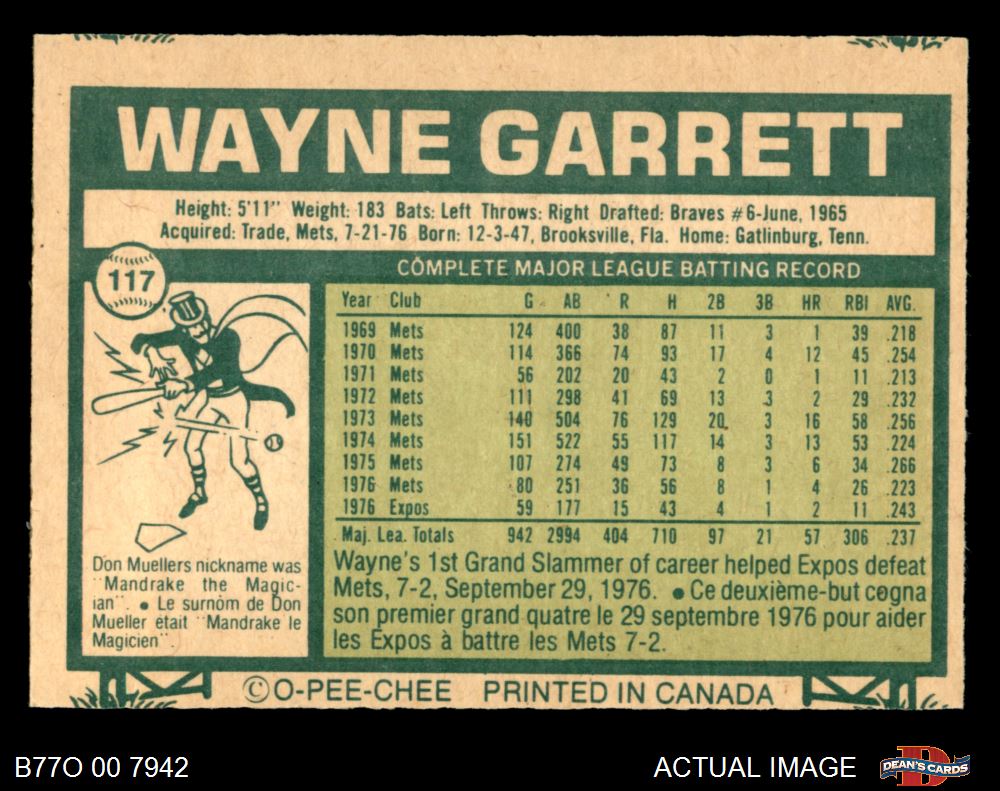 WAYNE GARRETT
Height: 5'11" Weight: 183 Bats: Left Throws: Right Drafted: Braves #6-June, 1965
Acquired: Trade, Mets, 7-21-76 Born: 12-3-47, Brooksville, Fla. Home: Gatlinburg, Tenn.
117
COMPLETE MAJOR LEAGUE BATTING RECORD
Year Club G AB R H 2B 3B HR RBI AVG.
1969 Mets 124 400 38 87 11 3 1 39 .218
1970 Mets 114 366 74 93 17 4 12 45 .254
1971 Mets 56 202 20 43 2 0 1 11 .213
1972 Mets 111 298 41 69 13 3 2 29 .232
1973 Mets 140 504 76 129 20 3 16 58 .256
1974 Mets 151 522 55 117 14 3 13 53 .224
1975 Mets 107 274 49 73 8 3 6 34 .266
1976 Mets 80 251 36 56 8 1 4 26 .223
1976 Expos 59 177 15 43 4 1 2 11 .243
Maj. Lea. Totals 942 2994 404 710 97 21 57 306 .237
Don Muellers nickname was
"Mandrake the Magic-
ian". • Le surnom de Don
Mueller était "Mandrake le
Magicien".
Wayne's 1st Grand Slammer of career helped Expos defeat
Mets, 7-2, September 29, 1976. • Ce deuxième-but cogna
son premier grand quatre le 29 septembre 1976 pour aider
les Expos à battre les Mets 7-2.
©O-PEE-CHEE PRINTED IN CANADA
B77O 00 7942
ACTUAL IMAGE
D
DEAN'S CARDS